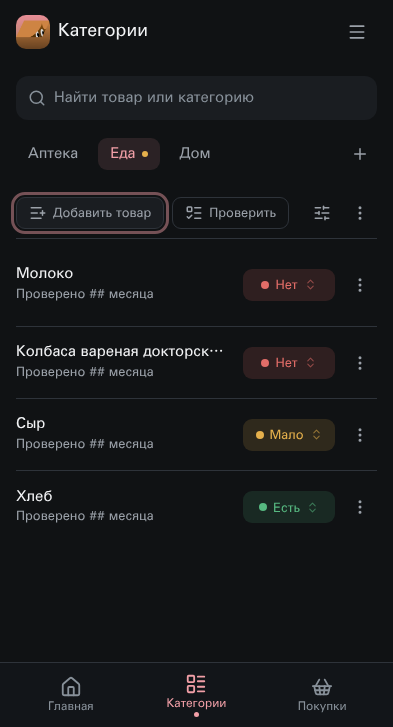 Категории
Найти товар или категорию
Аптека
Еда
Дом
Добавить товар
Проверить
Молоко
Проверено ## месяца
Нет
Колбаса вареная докторск···
Проверено ## месяца
Нет
Сыр
Проверено ## месяца
Мало
Хлеб
Проверено ## месяца
Есть
Главная
Категории
Покупки